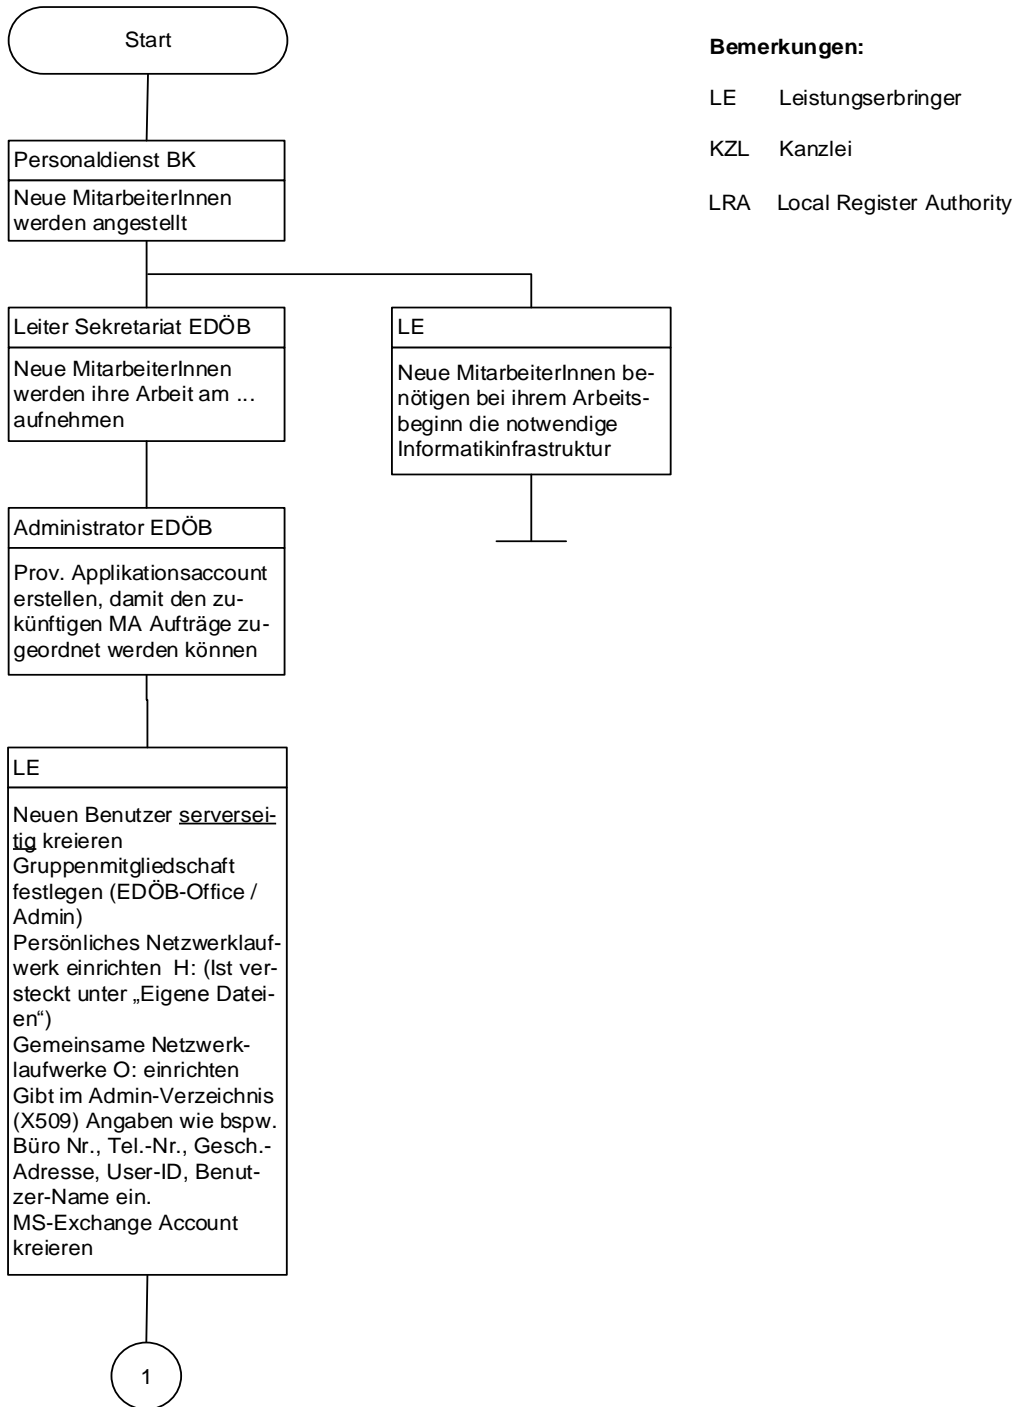 Start
Bemerkungen:
LE Leistungserbringer
KZL Kanzlei
LRA Local Register Authority
Personaldienst BK
Neue MitarbeiterInnen
werden angestellt
Leiter Sekretariat EDÖB
Neue MitarbeiterInnen
werden ihre Arbeit am ...
aufnehmen
LE
Neue MitarbeiterInnen be-
nötigen bei ihrem Arbeits-
beginn die notwendige
Informatikinfrastruktur
Administrator EDÖB
Prov. Applikationsaccount
erstellen, damit den zu-
künftigen MA Aufträge zu-
geordnet werden können
LE
Neuen Benutzer serversei-
tig kreieren
Gruppenmitgliedschaft
festlegen (EDÖB-Office /
Admin)
Persönliches Netzwerklauf-
werk einrichten H: (Ist ver-
steckt unter „Eigene Datei-
en“)
Gemeinsame Netzwerk-
laufwerke O: einrichten
Gibt im Admin-Verzeichnis
(X509) Angaben wie bspw.
Büro Nr., Tel.-Nr., Gesch.-
Adresse, User-ID, Benut-
zer-Name ein.
MS-Exchange Account
kreieren
1